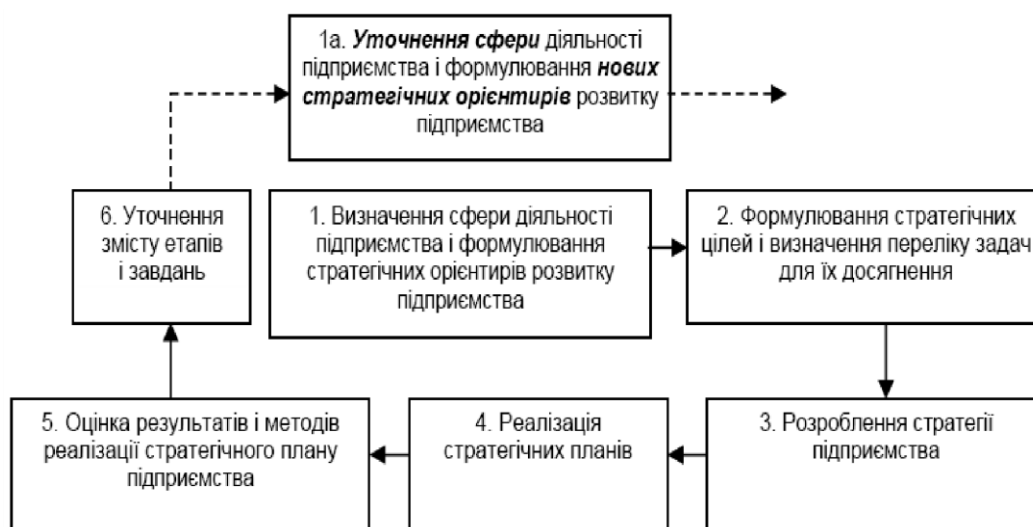 1а. Уточнення сфери діяльності
підприємства і формулювання нових
стратегічних орієнтирів розвитку
підприємства
6. Уточнення
змісту етапів
і завдань
1. Визначення сфери діяльності
підприємства і формулювання
стратегічних орієнтирів розвитку
підприємства
2. Формулювання стратегічних
цілей і визначення переліку задач
для їх досягнення
5. Оцінка результатів і методів
реалізації стратегічного плану
підприємства
4. Реалізація
стратегічних планів
3. Розроблення стратегії
підприємства